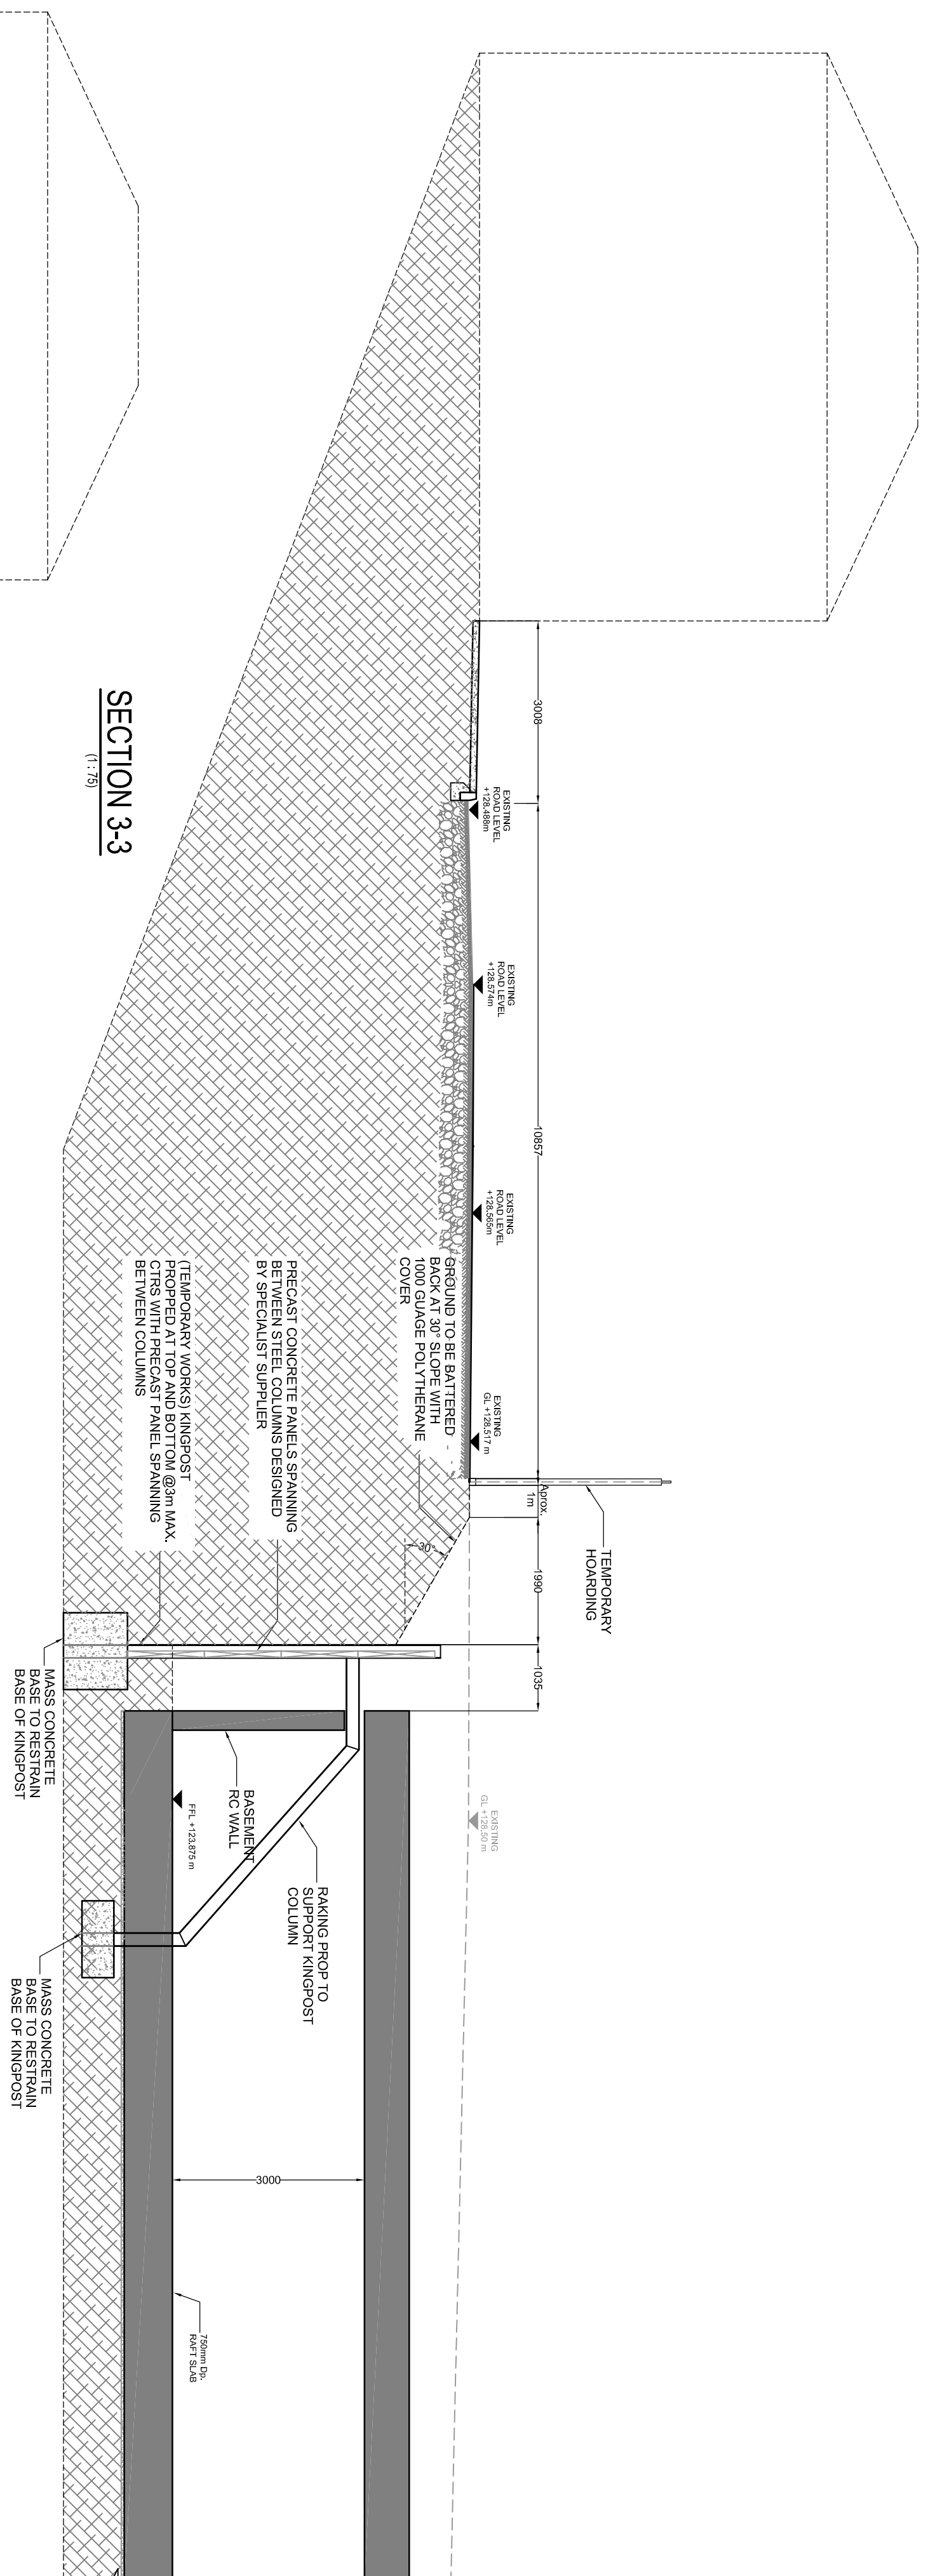 3008
10857
Aprox.
1m
1990
1035
EXISTING
ROAD LEVEL
+128.488m
EXISTING
ROAD LEVEL
+128.574m
EXISTING
ROAD LEVEL
+128.565m
EXISTING
GL +128.517 m
TEMPORARY
HOARDING
EXISTING
GL +128.50 m
GROUND TO BE BATTERED
BACK AT 30° SLOPE WITH
1000 GUAGE POLYTHERANE
COVER
30°
PRECAST CONCRETE PANELS SPANNING
BETWEEN STEEL COLUMNS DESIGNED
BY SPECIALIST SUPPLIER
(TEMPORARY WORKS) KINGPOST
PROPPED AT TOP AND BOTTOM @3m MAX.
CTRS WITH PRECAST PANEL SPANNING
BETWEEN COLUMNS
RAKING PROP TO
SUPPORT KINGPOST
COLUMN
BASEMENT
RC WALL
FFL +123.875 m
3000
750mm Dp.
RAFT SLAB
MASS CONCRETE
BASE TO RESTRAIN
BASE OF KINGPOST
MASS CONCRETE
BASE TO RESTRAIN
BASE OF KINGPOST
SECTION 3-3
(1 : 75)